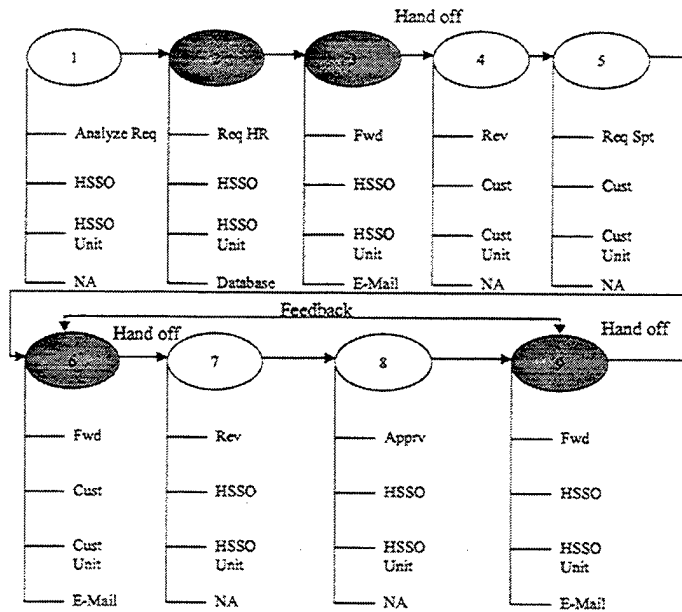 Hand off
1 2 3 4 5
Analyze Req Req HR Fwd Rev Req Spt
HSSO HSSO HSSO Cust Cust
HSSO HSSO HSSO Cust Cust
Unit Unit Unit Unit Unit
NA Database E-Mail NA NA
Feedback
Hand off Hand off
6 7 8 9
Fwd Rev Apprv Fwd
Cust HSSO HSSO HSSO
Cust HSSO HSSO HSSO
Unit Unit Unit Unit
E-Mail NA NA E-Mail